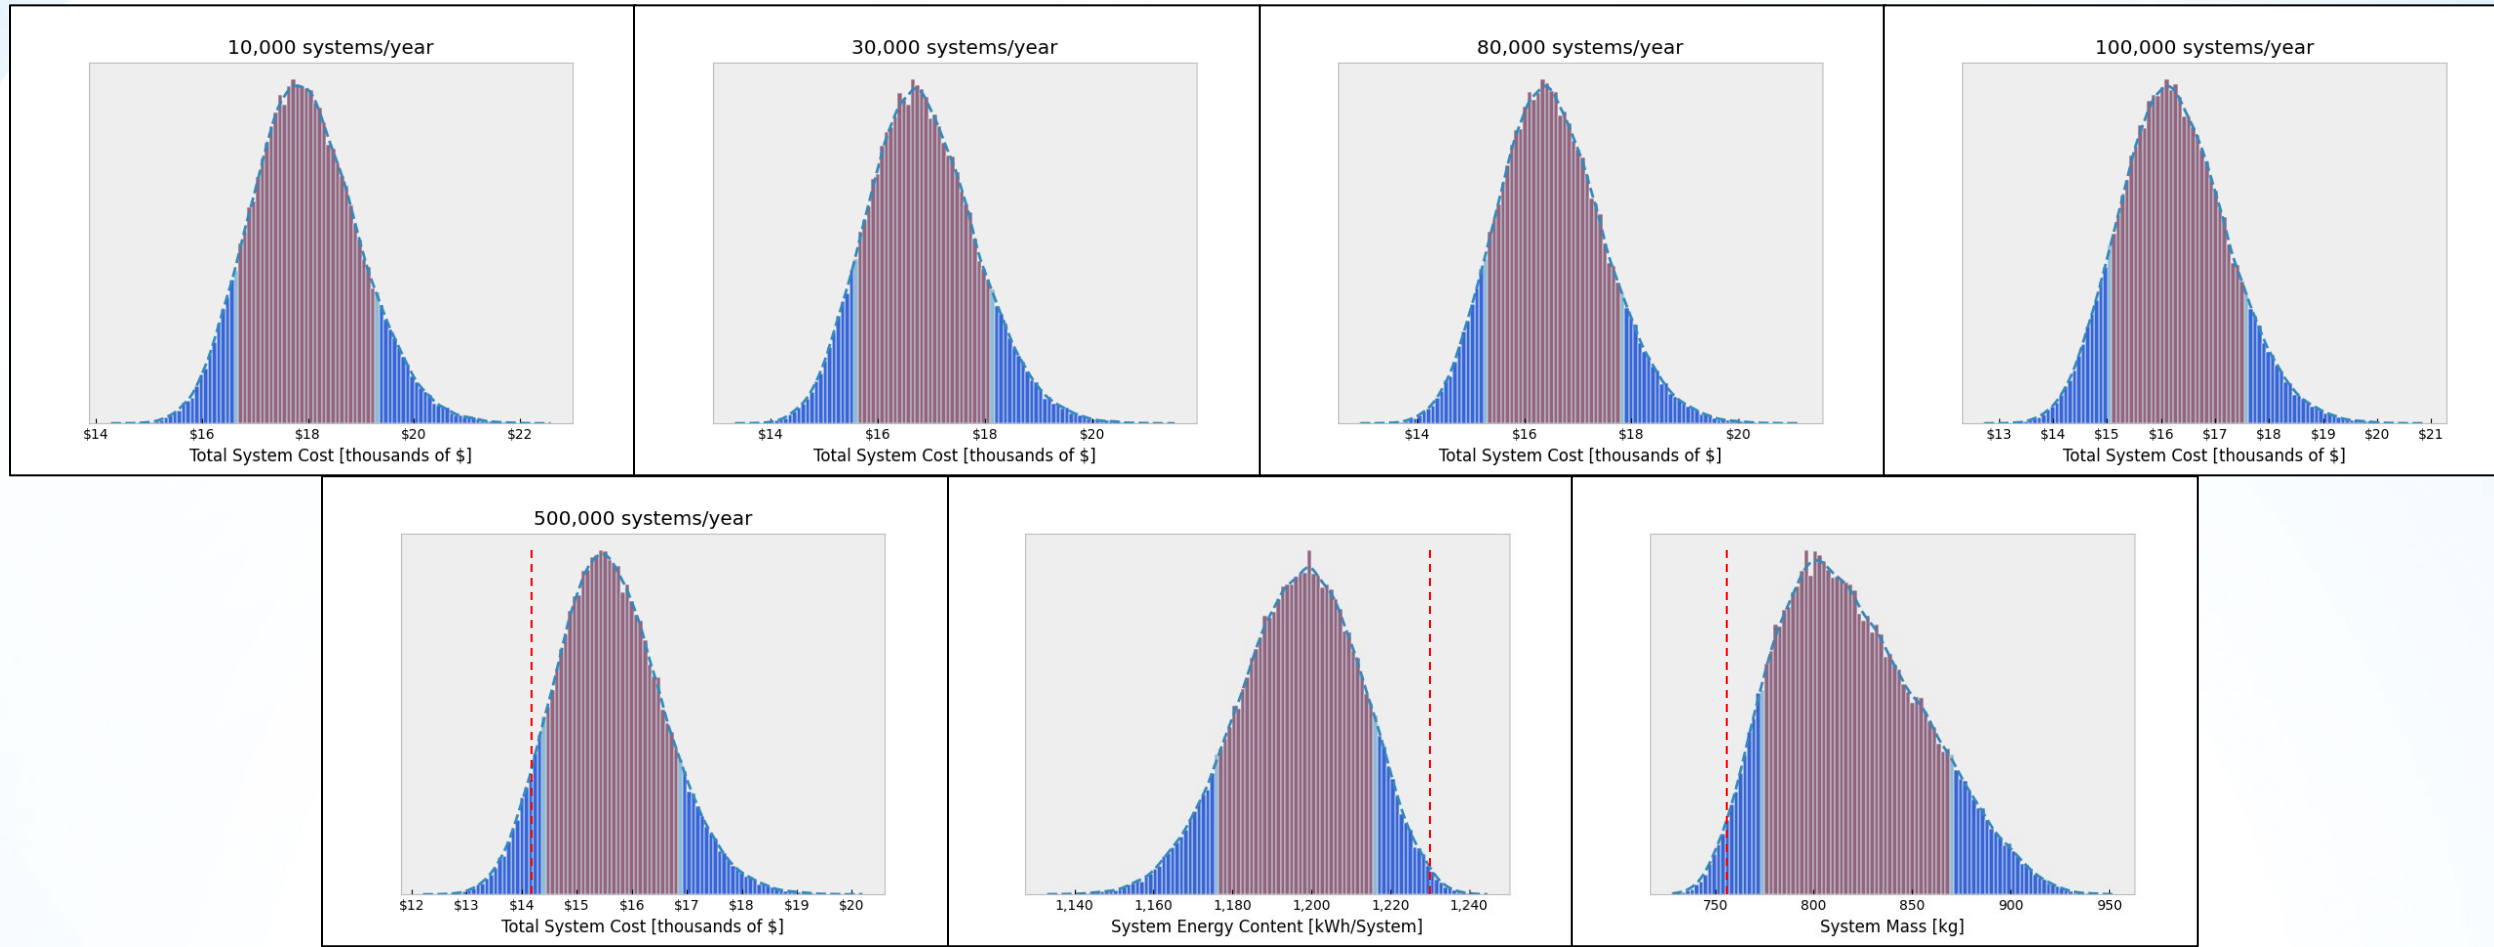 10,000 systems/year
30,000 systems/year
80,000 systems/year
100,000 systems/year
$14 $16 $18 $20 $22
$14 $16 $18 $20
$14 $16 $18 $20
$13 $14 $15 $16 $17 $18 $19 $20 $21
Total System Cost [thousands of $]
Total System Cost [thousands of $]
Total System Cost [thousands of $]
Total System Cost [thousands of $]
500,000 systems/year
$12 $13 $14 $15 $16 $17 $18 $19 $20
1,140 1,160 1,180 1,200 1,220 1,240
750 800 850 900 950
Total System Cost [thousands of $]
System Energy Content [kWh/System]
System Mass [kg]